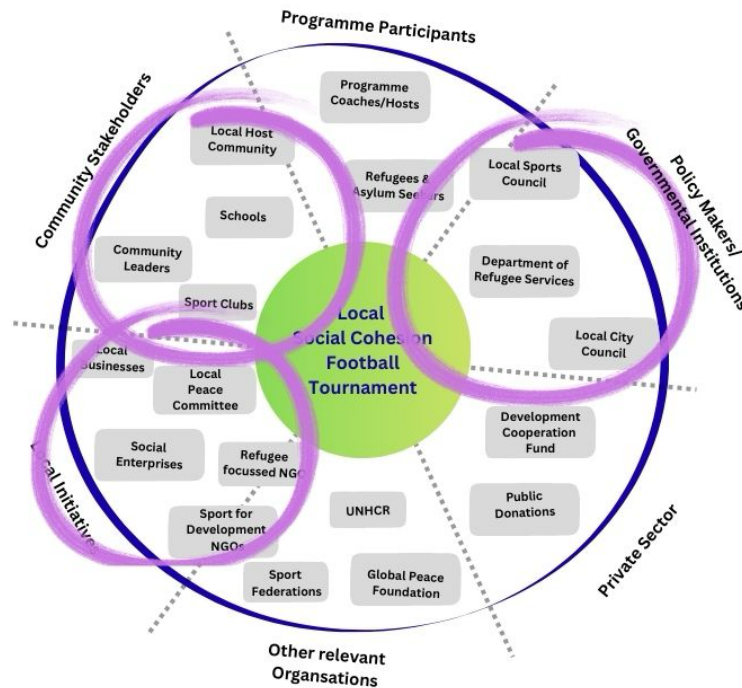 Programme Participants
Community Stakeholders
Policy Makers/
Governmental Institutions
Programme
Coaches/Hosts
Local Host
Community
Refugees &
Asylum Seekers
Local Sports
Council
Schools
Community
Leaders
Department of
Refugee Services
Sport Clubs
Local
Social Cohesion
Football
Tournament
Local City
Council
Local
Businesses
Local
Peace
Committee
Development
Cooperation
Fund
Social
Enterprises
Refugee
focussed NGO
Local Initiatives
Public
Donations
UNHCR
Sport for
Development
NGOs
Private Sector
Sport
Federations
Global Peace
Foundation
Other relevant
Organsations